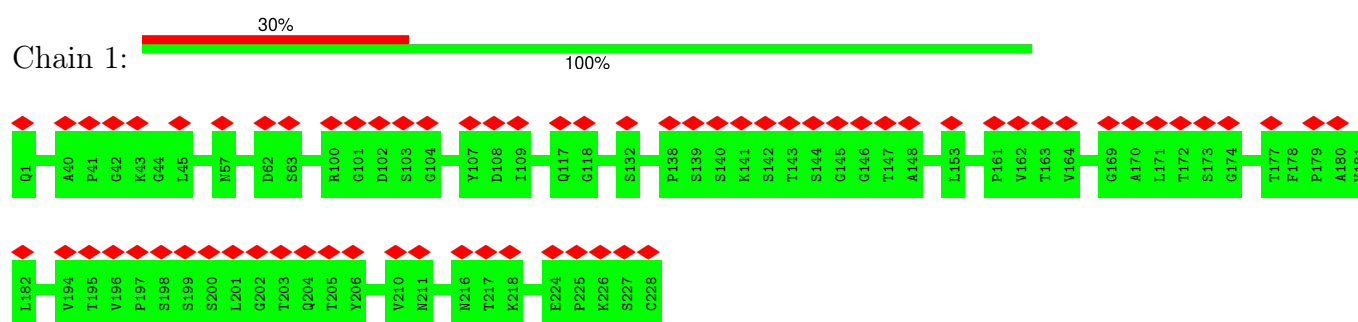 30%
Chain 1:
100%
Q1 A40 P41 G42 K43 G44 L45 N57 D62 S63 R100 G101 D102 S103 G104 Y107 D108 I109 Q117 G118 S132 P138 S139 S140 K141 S142 T143 S144 G145 G146 T147 A148 L153 P161 V162 T163 V164 G169 A170 L171 T172 S173 G174 T177 F178 P179 A180
L182 V194 T195 V196 P197 S198 S199 S200 L201 G202 T203 Q204 T205 Y206 V210 N211 N216 T217 K218 E224 P225 K226 S227 C228